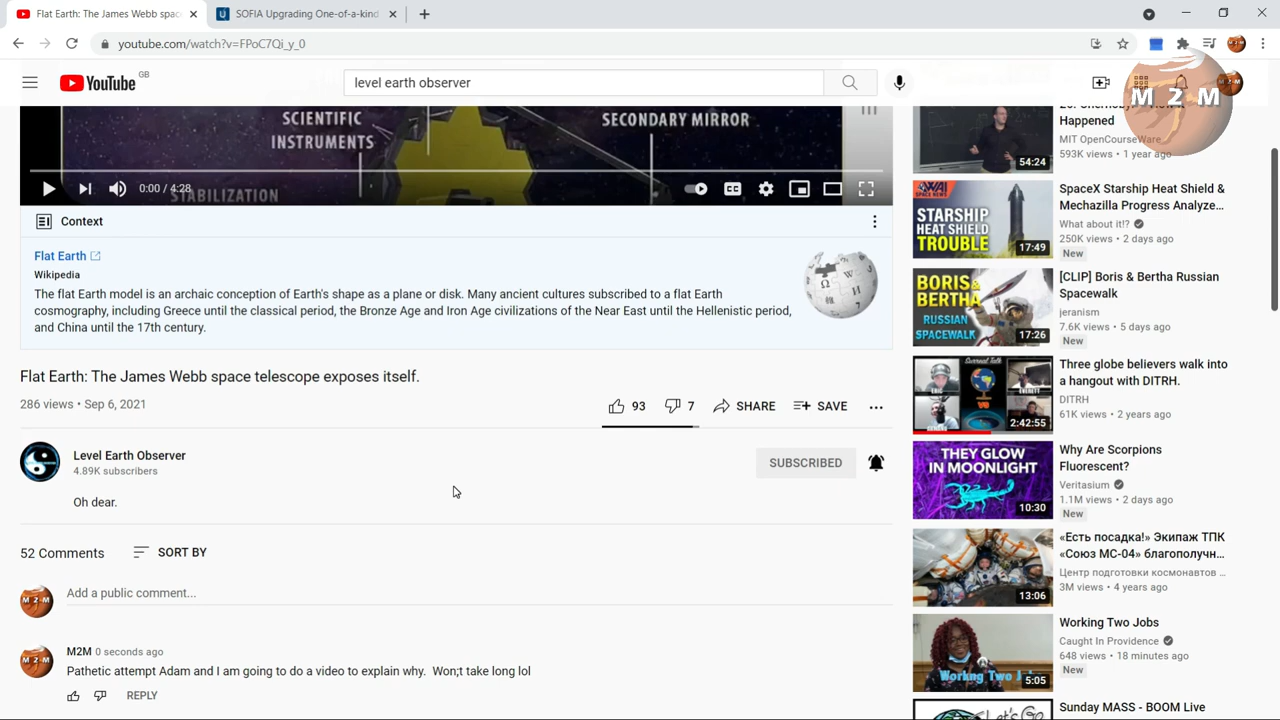 Flat Earth: The James Webb spac
SOFIA Upgrading One-of-a-kind
youtube.com/watch?v=FPoC7Qi_y_0
YouTube GB
level earth obser
M 2 M
SCIENTIFIC
INSTRUMENTS
SECONDARY MIRROR
STABILIZATION
0:00 / 4:28
Context
Flat Earth
Wikipedia
The flat Earth model is an archaic conception of Earth's shape as a plane or disk. Many ancient cultures subscribed to a flat Earth
cosmography, including Greece until the classical period, the Bronze Age and Iron Age civilizations of the Near East until the Hellenistic period,
and China until the 17th century.
Flat Earth: The James Webb space telescope exposes itself.
286 views • Sep 6, 2021
93
7
SHARE
SAVE
Level Earth Observer
4.89K subscribers
SUBSCRIBED
Oh dear.
52 Comments
SORT BY
M 2 M
Add a public comment...
M 2 M
M2M 0 seconds ago
Pathetic attempt Adam and I am going to do a video to explain why. Won;t take long lol
REPLY
Happened
MIT OpenCourseWare
593K views • 1 year ago
54:24
STARSHIP
HEAT SHIELD
TROUBLE
17:49
SpaceX Starship Heat Shield &
Mechazilla Progress Analyze...
What about it!?
250K views • 2 days ago
New
BORIS &
BERTHA
RUSSIAN
SPACEWALK
17:26
[CLIP] Boris & Bertha Russian
Spacewalk
jeranism
7.6K views • 5 days ago
New
2:42:55
Three globe believers walk into
a hangout with DITRH.
DITRH
61K views • 2 years ago
THEY GLOW
IN MOONLIGHT
10:30
Why Are Scorpions
Fluorescent?
Veritasium
1.1M views • 2 days ago
New
13:06
«Есть посадка!» Экипаж ТПК
«Союз МС-04» благополучн...
Центр подготовки космонавтов ...
3M views • 4 years ago
5:05
Working Two Jobs
Caught In Providence
648 views • 18 minutes ago
New
Sunday MASS - BOOM Live